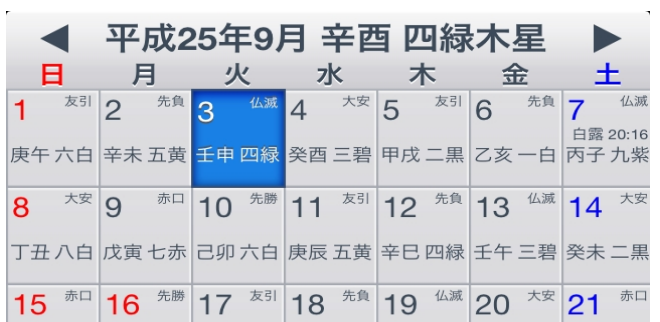 ◀ 平成25年9月 辛酉 四緑木星 ▶
日 月 火 水 木 金 土
1 友引 2 先負 3 仏滅 4 大安 5 友引 6 先負 7 仏滅
白露 20:16
庚午 六白 辛未 五黄 壬申 四緑 癸酉 三碧 甲戌 二黒 乙亥 一白 丙子 九紫
8 大安 9 赤口 10 先勝 11 友引 12 先負 13 仏滅 14 大安
丁丑 八白 戊寅 七赤 己卯 六白 庚辰 五黄 辛巳 四緑 壬午 三碧 癸未 二黒
15 赤口 16 先勝 17 友引 18 先負 19 仏滅 20 大安 21 赤口